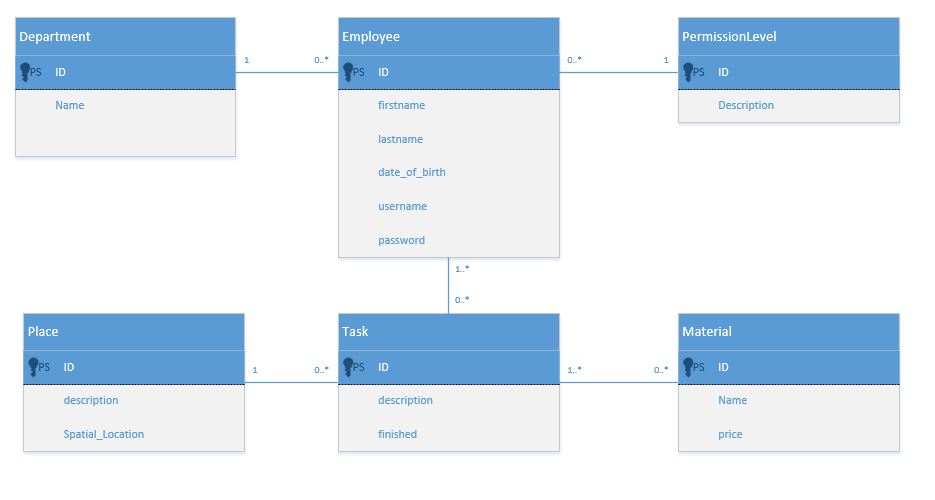 Department
PS ID
Name
1 0..*
Employee
PS ID
firstname
lastname
date_of_birth
username
password
0..* 1
PermissionLevel
PS ID
Description
1..*
0..*
Place
PS ID
description
Spatial_Location
1 0..*
Task
PS ID
description
finished
1..* 0..*
Material
PS ID
Name
price